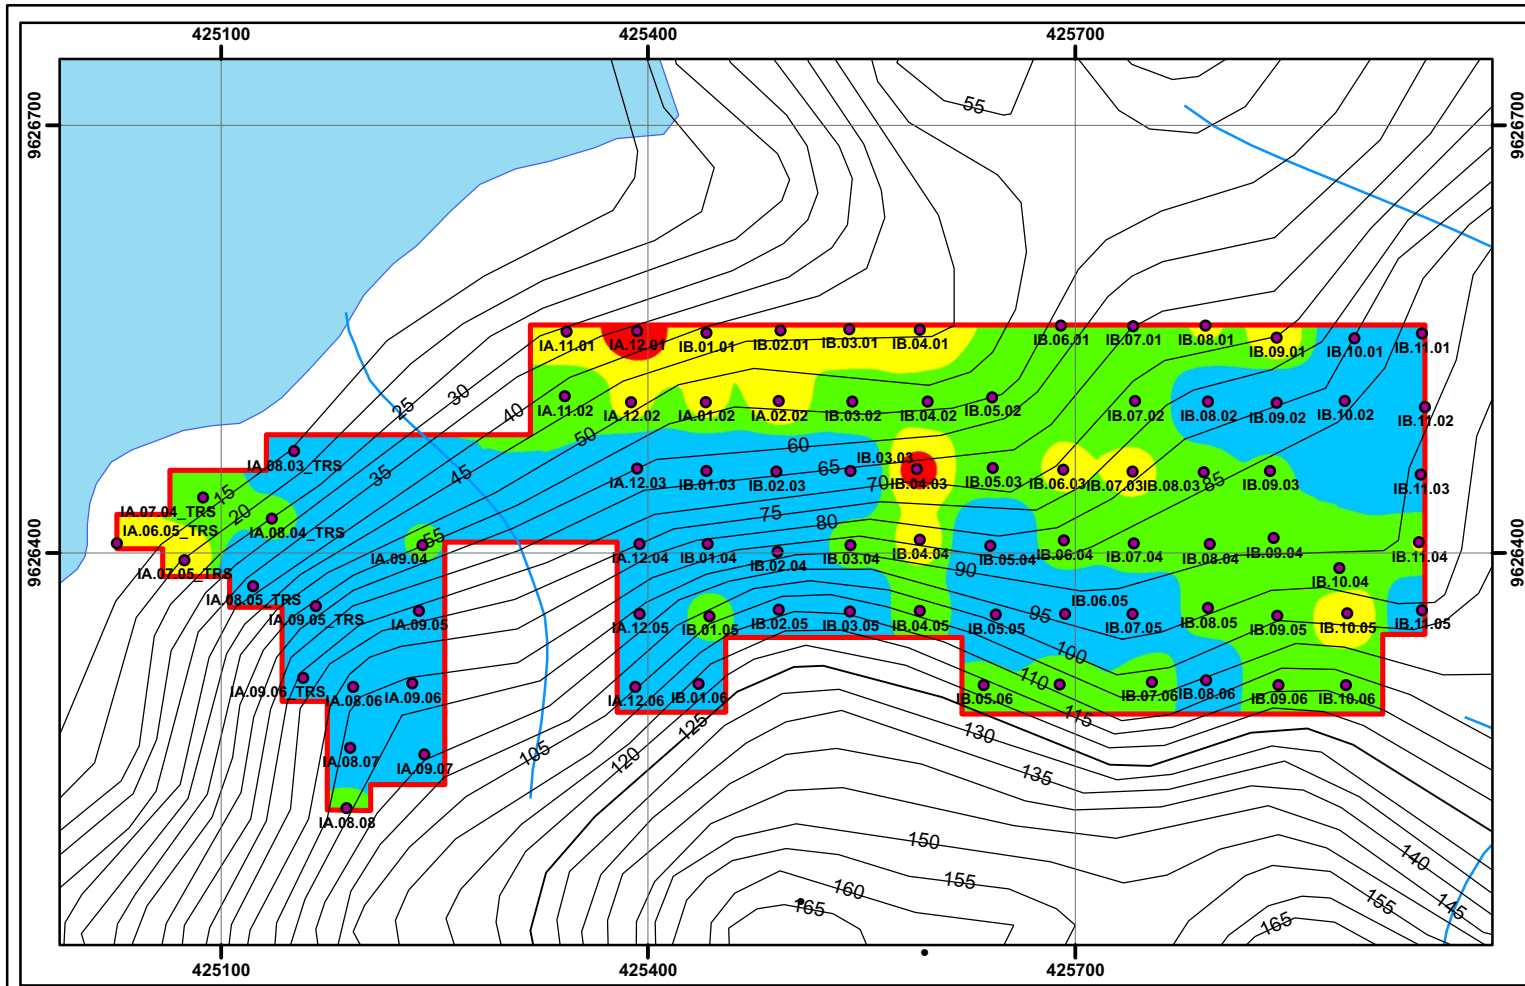 425100 425400 425700
9626700 9626700
55
IA.11.01 IA.12.01 IB.01.01 IB.02.01 IB.03.01 IB.04.01 IB.06.01 IB.07.01 IB.08.01 IB.09.01 IB.10.01 IB.11.01
25 30 40
IA.11.02 IA.12.02 IA.01.02 IA.02.02 IB.03.02 IB.04.02 IB.05.02 IB.07.02 IB.08.02 IB.09.02 IB.10.02 IB.11.02
50 60
IA.08.03_TRS 35 45 IA.12.03 IB.01.03 IB.02.03 65 IB.03.03 70 IB.04.03 IB.05.03 IB.06.03 IB.07.03 IB.08.03 85 IB.09.03 IB.11.03
15
IA.07.04_TRS 20 75 80
IA.06.05_TRS IA.08.04_TRS 55
9626400 9626400
IA.09.04 IA.12.04 IB.01.04 IB.02.04 IB.03.04 IB.04.04 IB.05.04 IB.06.04 IB.07.04 IB.08.04 IB.09.04 IB.11.04
IA.07.05_TRS 90 IB.10.04
IA.08.05_TRS IB.06.05
IA.09.05_TRS IA.09.05 IA.12.05 IB.01.05 IB.02.05 IB.03.05 IB.04.05 IB.05.05 95 IB.07.05 IB.08.05 IB.09.05 IB.10.05 IB.11.05
100
IA.09.06_TRS IA.08.06 IA.09.06 IA.12.06 IB.01.06 IB.05.06 110 IB.07.06 IB.08.06 IB.09.06 IB.10.06
115
125 130
IA.08.07 IA.09.07 105 120 135
IA.08.08
150 140
160 155 155 145
165 165
425100 425400 425700